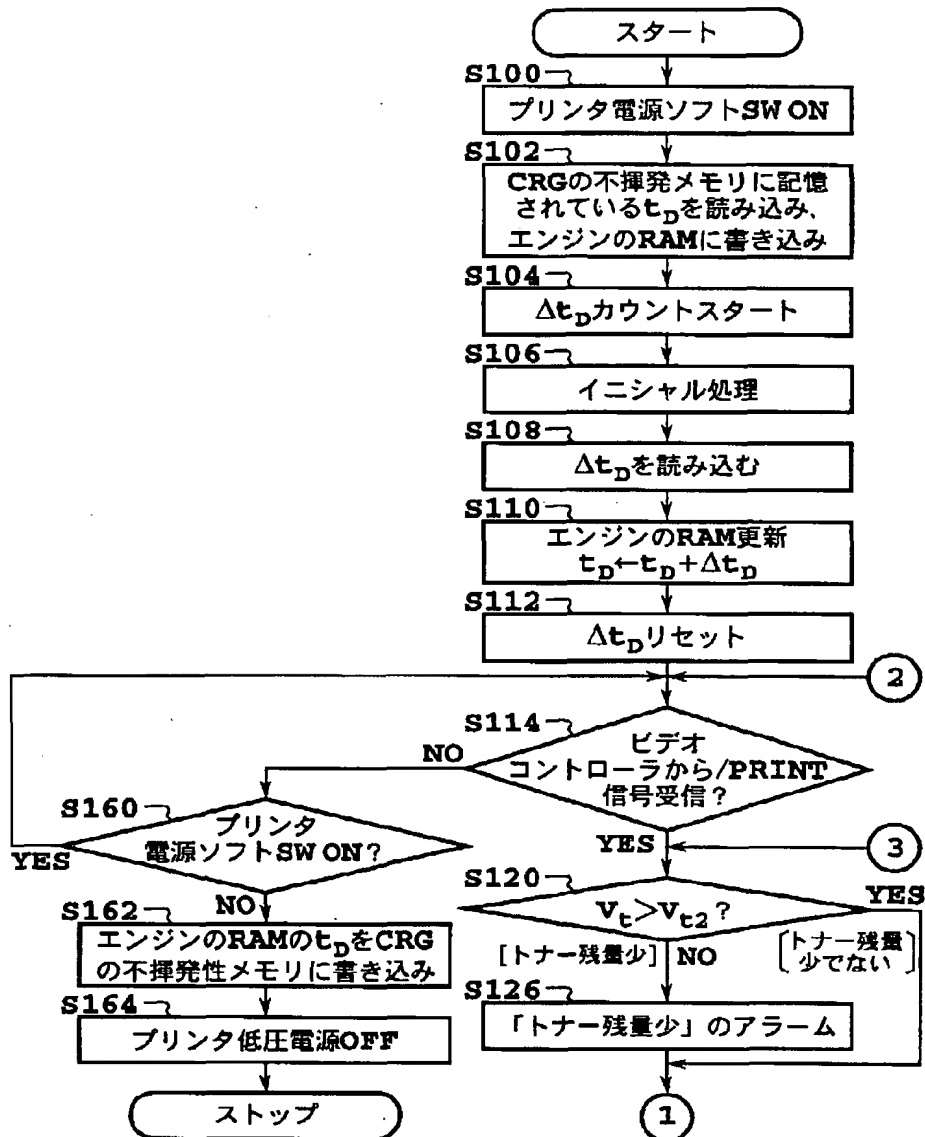 スタート
S100
プリンタ電源ソフトSW ON
S102
CRGの不揮発メモリに記憶
されているtDを読み込み、
エンジンのRAMに書き込み
S104
ΔtDカウントスタート
S106
イニシャル処理
S108
ΔtDを読み込む
S110
エンジンのRAM更新
tD←tD+ΔtD
S112
ΔtDリセット
2
S114
ビデオ
コントローラから/PRINT
信号受信?
NO
YES
S160
プリンタ
電源ソフトSW ON?
YES
NO
S162
エンジンのRAMのtDをCRG
の不揮発性メモリに書き込み
S164
プリンタ低圧電源OFF
ストップ
3
S120
Vt>Vt2?
YES
[トナー残量
少でない]
[トナー残量少] NO
S126
「トナー残量少」のアラーム
1